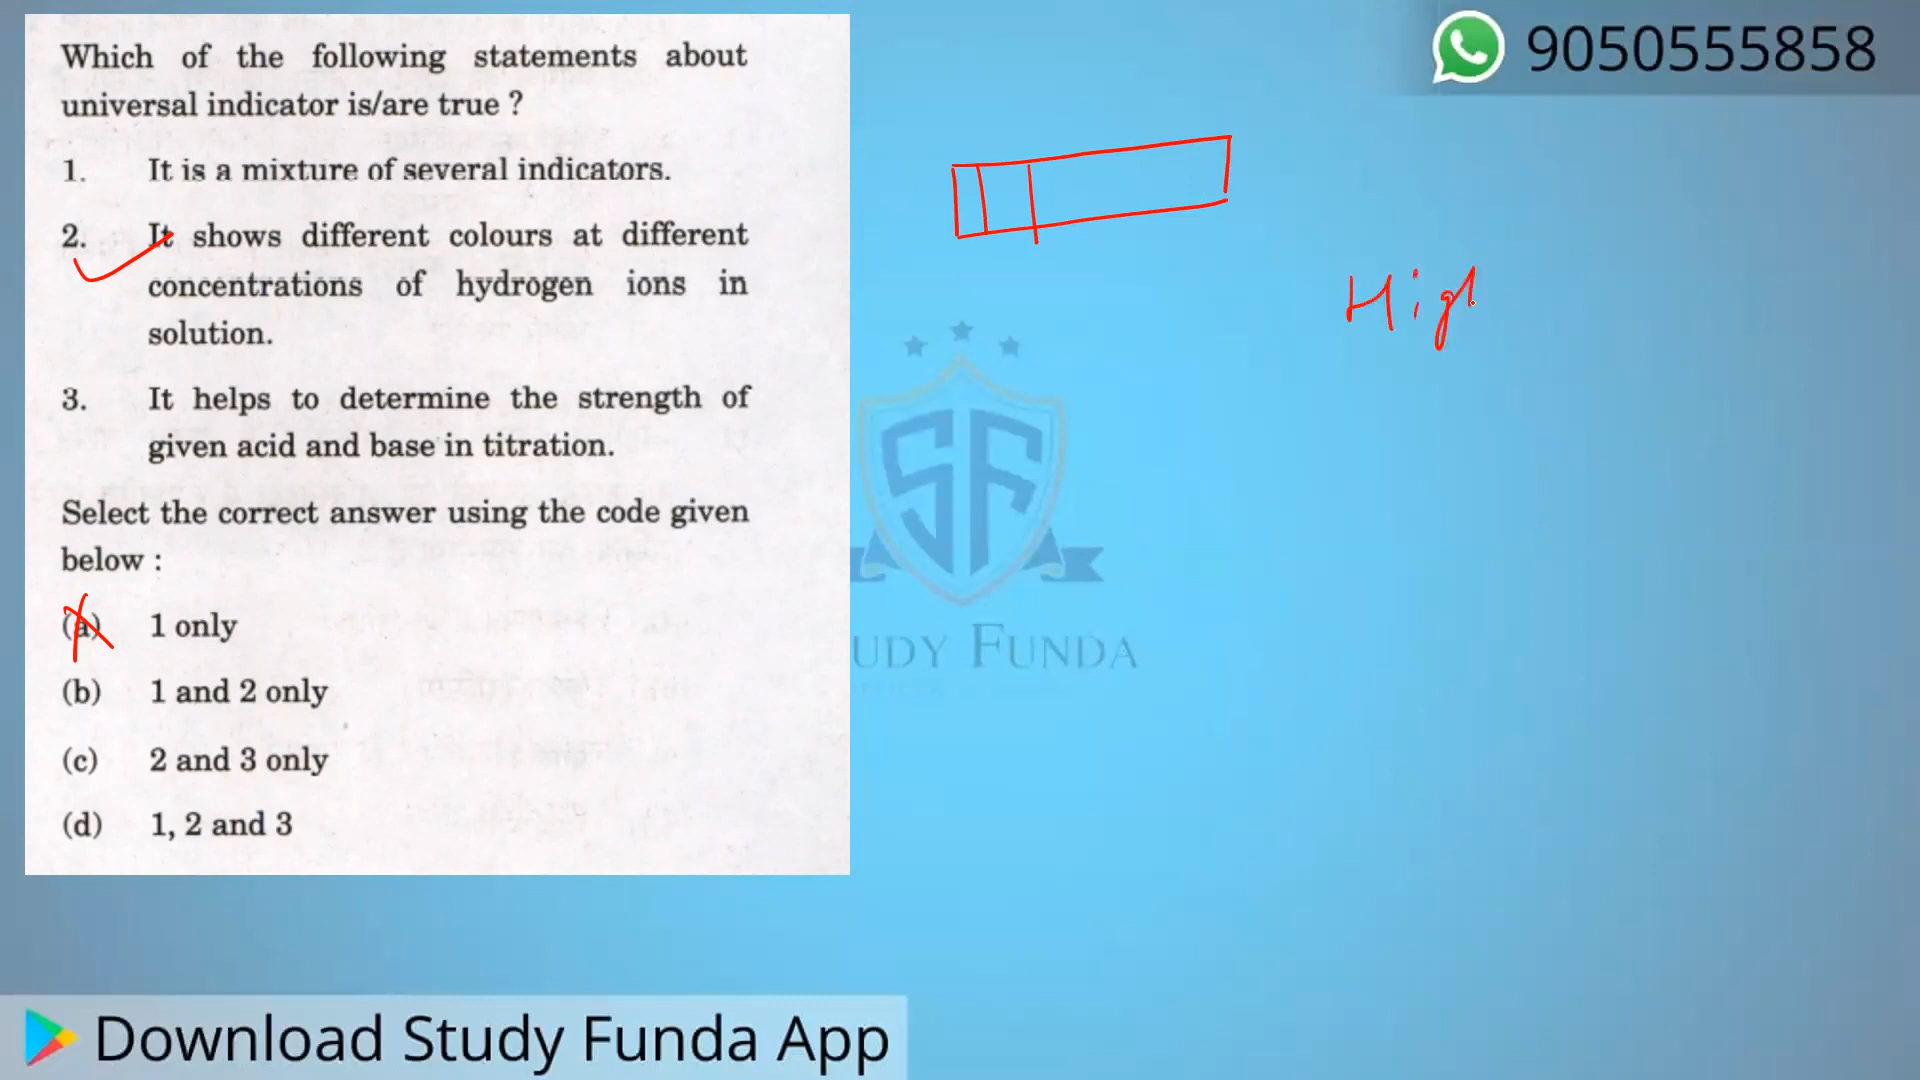 Which of the following statements about
universal indicator is/are true ?
1. It is a mixture of several indicators.
2. It shows different colours at different
concentrations of hydrogen ions in
solution.
3. It helps to determine the strength of
given acid and base in titration.
Select the correct answer using the code given
below :
(a) 1 only
(b) 1 and 2 only
(c) 2 and 3 only
(d) 1, 2 and 3
9050555858
High
SF
UDY FUNDA
Download Study Funda App